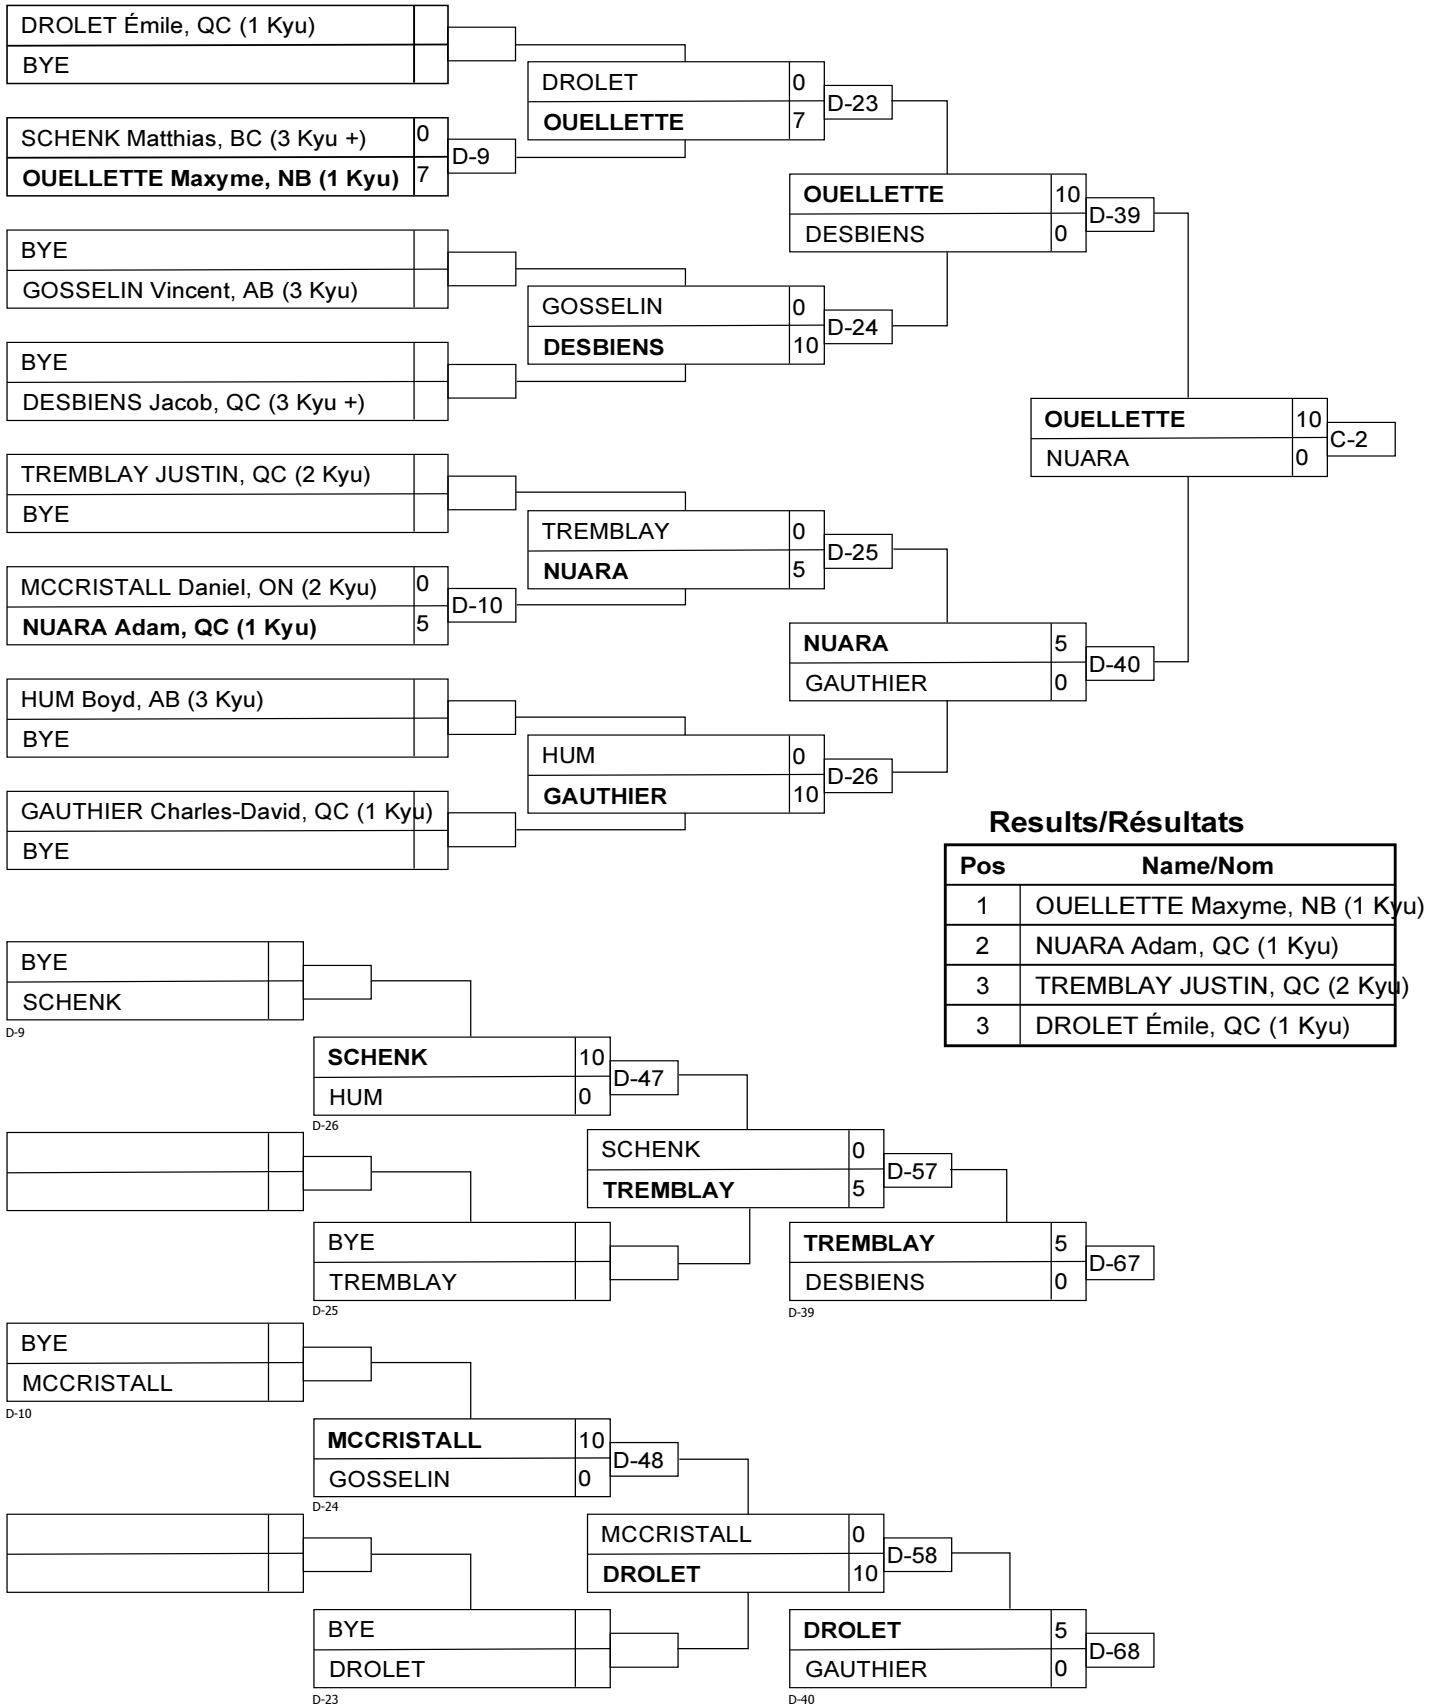 DROLET Émile, QC (1 Kyu)
BYE
SCHENK Matthias, BC (3 Kyu +) 0
OUELLETTE Maxyme, NB (1 Kyu) 7
D-9
BYE
GOSSELIN Vincent, AB (3 Kyu)
BYE
DESBIENS Jacob, QC (3 Kyu +)
TREMBLAY JUSTIN, QC (2 Kyu)
BYE
MCCRISTALL Daniel, ON (2 Kyu) 0
NUARA Adam, QC (1 Kyu) 5
D-10
HUM Boyd, AB (3 Kyu)
BYE
GAUTHIER Charles-David, QC (1 Kyu)
BYE
DROLET 0
OUELLETTE 7
D-23
GOSSELIN 0
DESBIENS 10
D-24
TREMBLAY 0
NUARA 5
D-25
HUM 0
GAUTHIER 10
D-26
OUELLETTE 10
DESBIENS 0
D-39
NUARA 5
GAUTHIER 0
D-40
OUELLETTE 10
NUARA 0
C-2
Results/Résultats
Pos Name/Nom
1 OUELLETTE Maxyme, NB (1 Kyu)
2 NUARA Adam, QC (1 Kyu)
3 TREMBLAY JUSTIN, QC (2 Kyu)
3 DROLET Émile, QC (1 Kyu)
BYE
SCHENK
D-9
SCHENK 10
HUM 0
D-47
D-26
BYE
TREMBLAY
D-25
SCHENK 0
TREMBLAY 5
D-57
TREMBLAY 5
DESBIENS 0
D-67
D-39
BYE
MCCRISTALL
D-10
MCCRISTALL 10
GOSSELIN 0
D-48
D-24
BYE
DROLET
D-23
MCCRISTALL 0
DROLET 10
D-58
DROLET 5
GAUTHIER 0
D-68
D-40